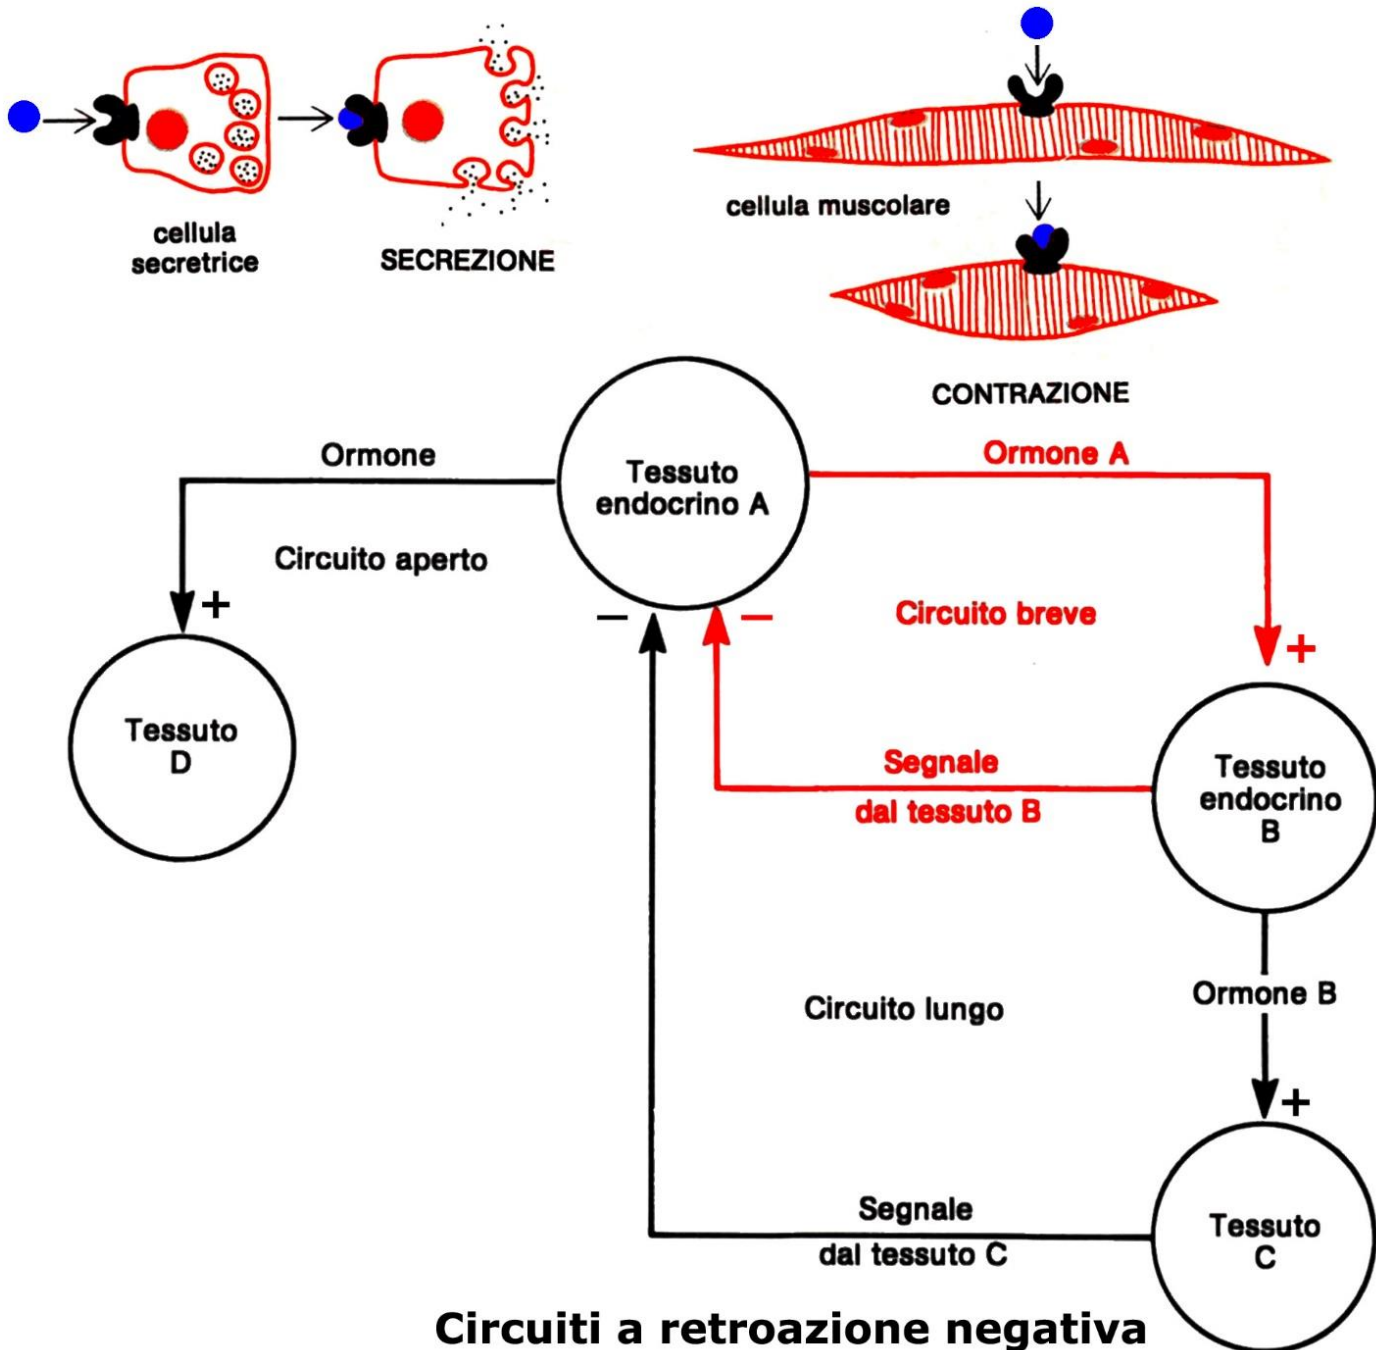 cellula
secretrice
SECREZIONE
cellula muscolare
CONTRAZIONE
Ormone
Tessuto
endocrino A
Ormone A
Circuito aperto
+
−
−
Circuito breve
+
Tessuto
D
Segnale
dal tessuto B
Tessuto
endocrino
B
Circuito lungo
Ormone B
+
Segnale
dal tessuto C
Tessuto
C
Circuiti a retroazione negativa